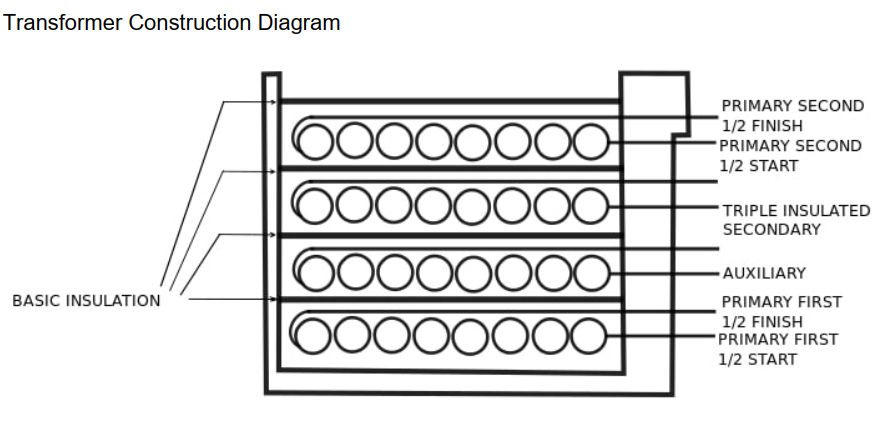 Transformer Construction Diagram
PRIMARY SECOND
1/2 FINISH
PRIMARY SECOND
1/2 START
TRIPLE INSULATED
SECONDARY
AUXILIARY
BASIC INSULATION
PRIMARY FIRST
1/2 FINISH
PRIMARY FIRST
1/2 START